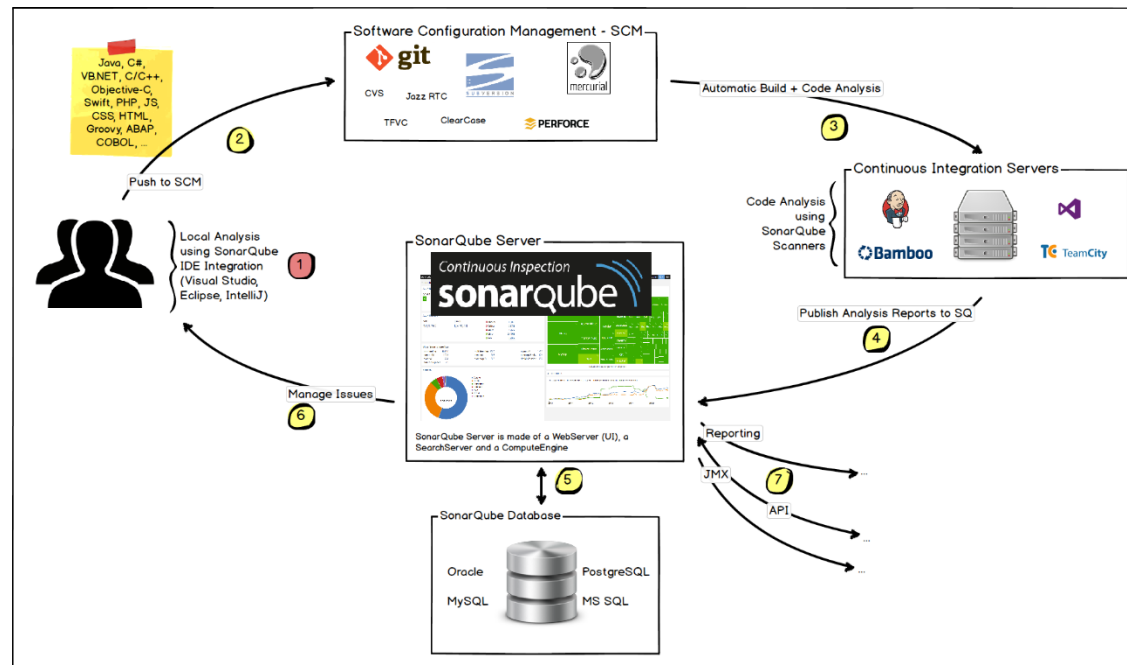 Java, C#,
VB.NET, C/C++,
Objective-C,
Swift, PHP, JS,
CSS, HTML,
Groovy, ABAP,
COBOL, ...
Software Configuration Management - SCM
git
SUBVERSION
mercurial
CVS
Jazz RTC
TFVC
ClearCase
PERFORCE
2
Push to SCM
Automatic Build + Code Analysis
3
Continuous Integration Servers
Code Analysis
using
SonarQube
Scanners
Bamboo
TC TeamCity
Local Analysis
using SonarQube
IDE Integration
(Visual Studio,
Eclipse, IntelliJ)
1
SonarQube Server
Continuous Inspection
sonarqube
SonarQube Server is made of a WebServer (UI), a
SearchServer and a ComputeEngine
Publish Analysis Reports to SQ
4
Manage Issues
6
Reporting
...
7
JMX
API
...
...
5
SonarQube Database
Oracle
PostgreSQL
MySQL
MS SQL